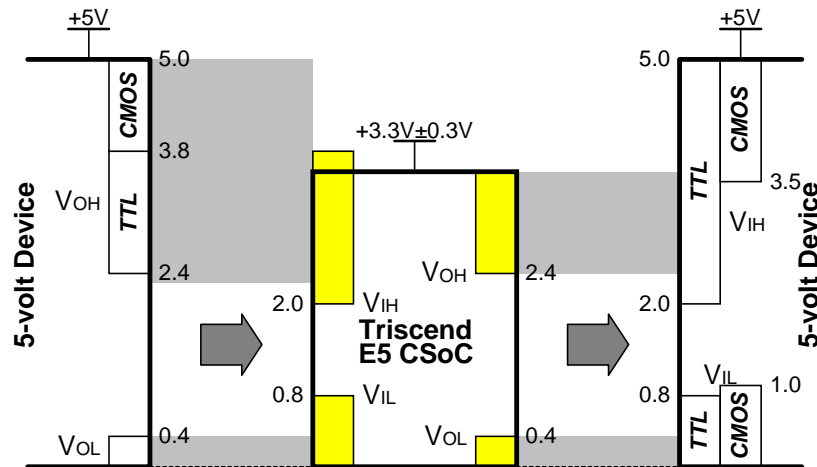 +5V
+5V
5.0
5.0
CMOS
CMOS
+3.3V±0.3V
3.8
TTL
TTL
3.5
VOH
VIH
5-volt Device
5-volt Device
2.4
VOH
2.4
2.0
VIH
2.0
Triscend
E5 CSoC
0.8
VIL
0.8
VIL
1.0
TTL
CMOS
VOL
0.4
VOL
0.4